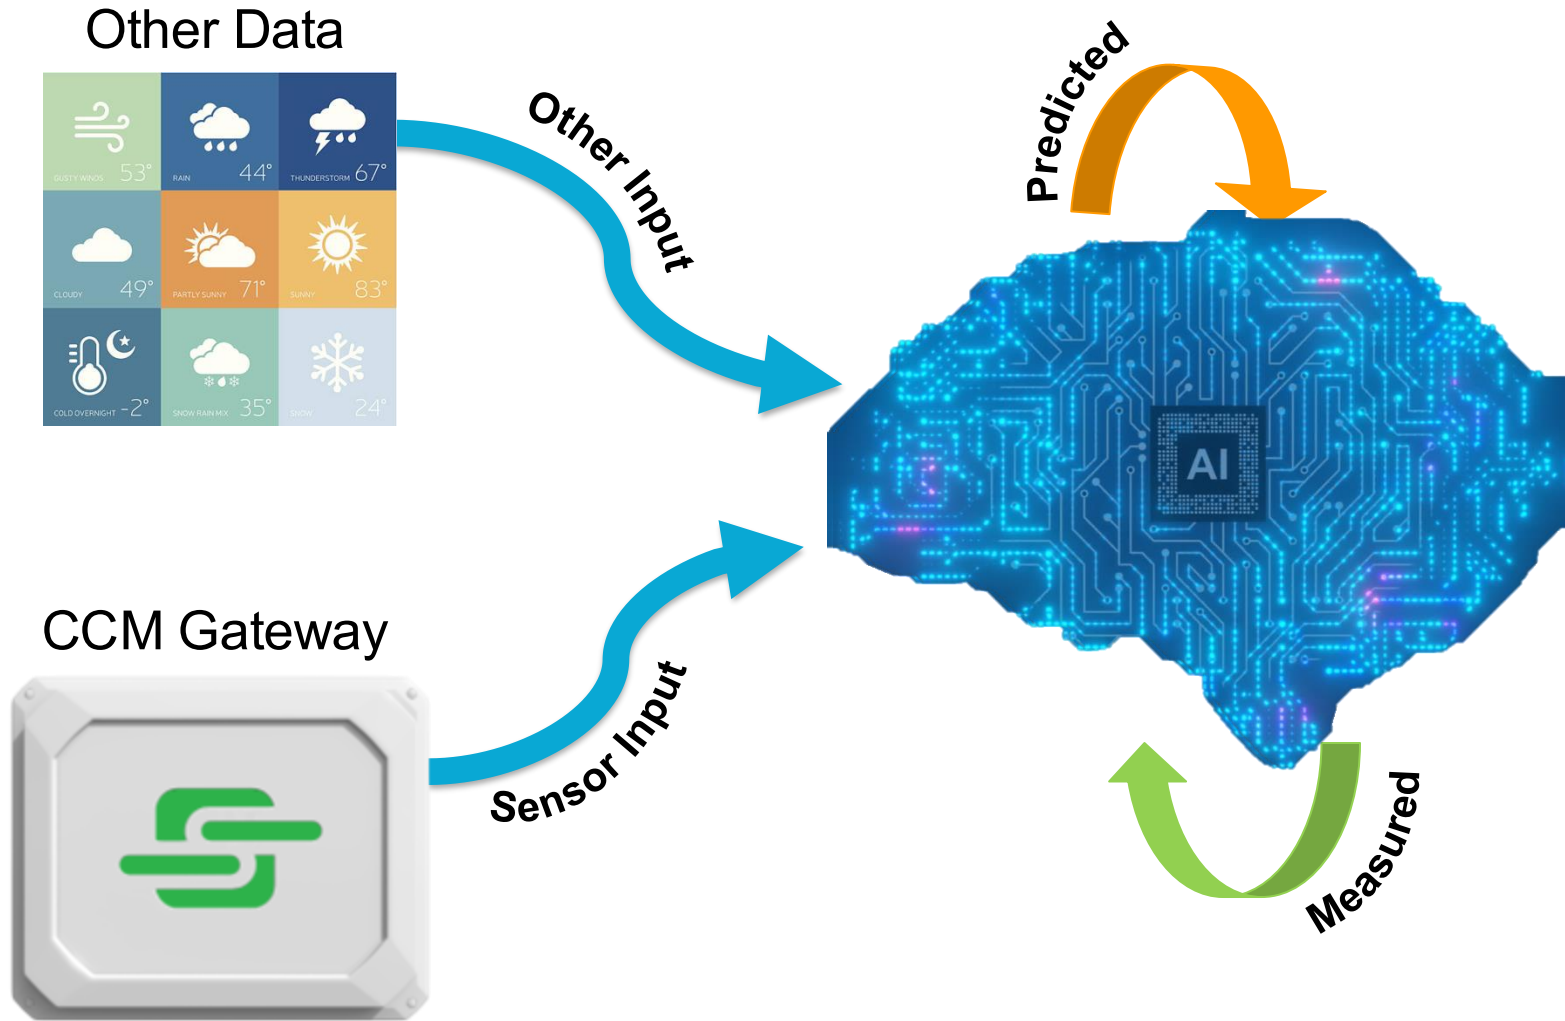 Other Data
GUSTY WINDS 53°
RAIN 44°
THUNDERSTORM 67°
CLOUDY 49°
PARTLY SUNNY 71°
SUNNY 83°
COLD OVERNIGHT -2°
SNOW RAIN MIX 35°
SNOW 24°
Other Input
Predicted
AI
CCM Gateway
Sensor Input
Measured